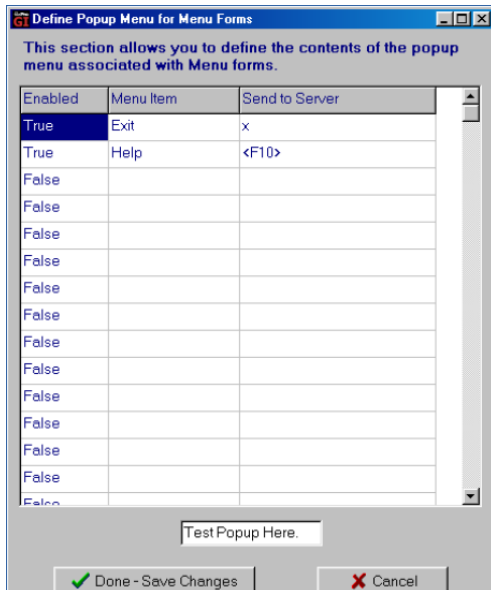 GI Define Popup Menu for Menu Forms
This section allows you to define the contents of the popup
menu associated with Menu forms.
Enabled Menu Item Send to Server
True Exit x
True Help <F10>
False
False
False
False
False
False
False
False
False
False
False
False
False
Test Popup Here.
Done - Save Changes Cancel